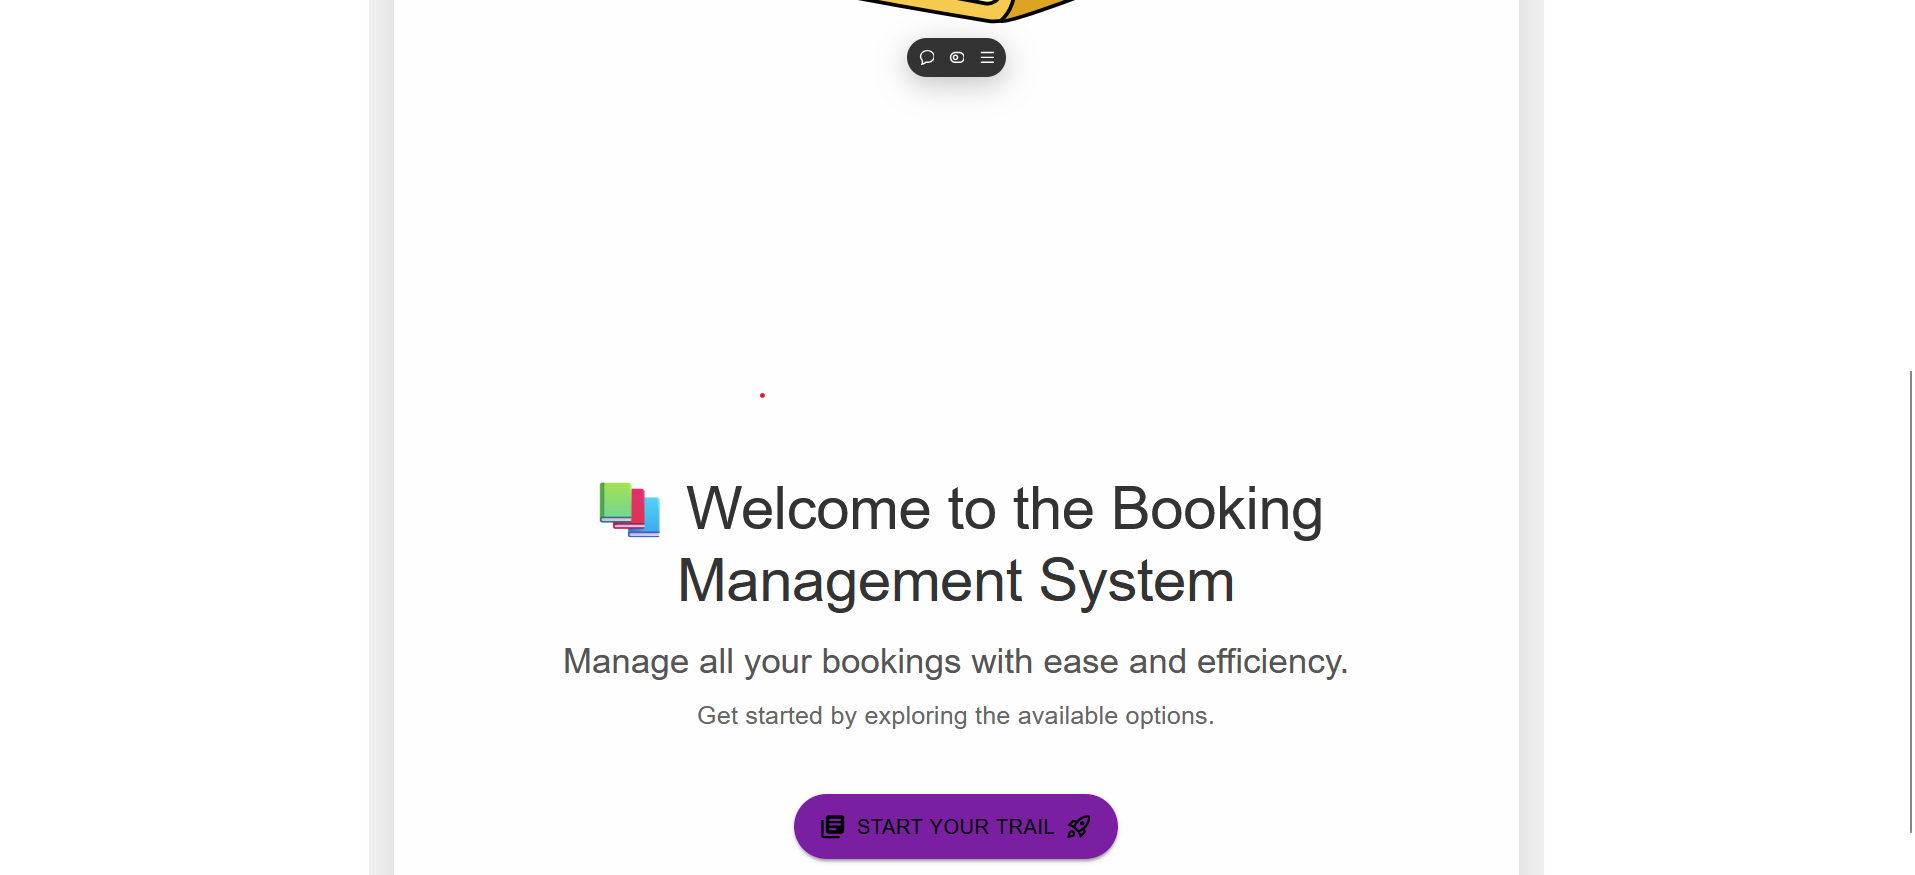 Welcome to the Booking
Management System
Manage all your bookings with ease and efficiency.
Get started by exploring the available options.
START YOUR TRAIL